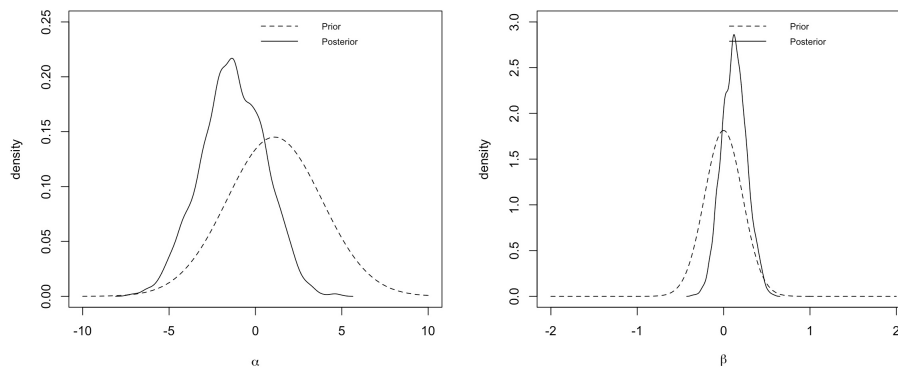 Prior
Posterior
density
0.00 0.05 0.10 0.15 0.20 0.25
-10 -5 0 5 10
α
Prior
Posterior
density
0.0 0.5 1.0 1.5 2.0 2.5 3.0
-2 -1 0 1 2
β